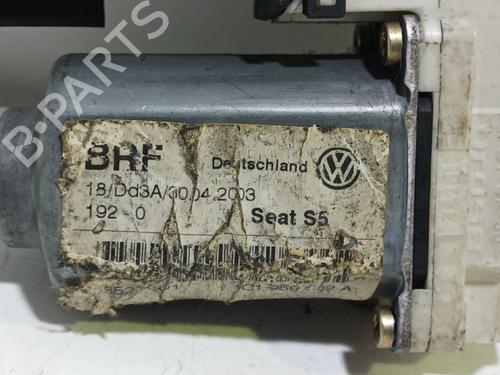 B-PARTS
BRF
Deutschland
18/Dd3A/30.04.2003
192-0
Seat S5